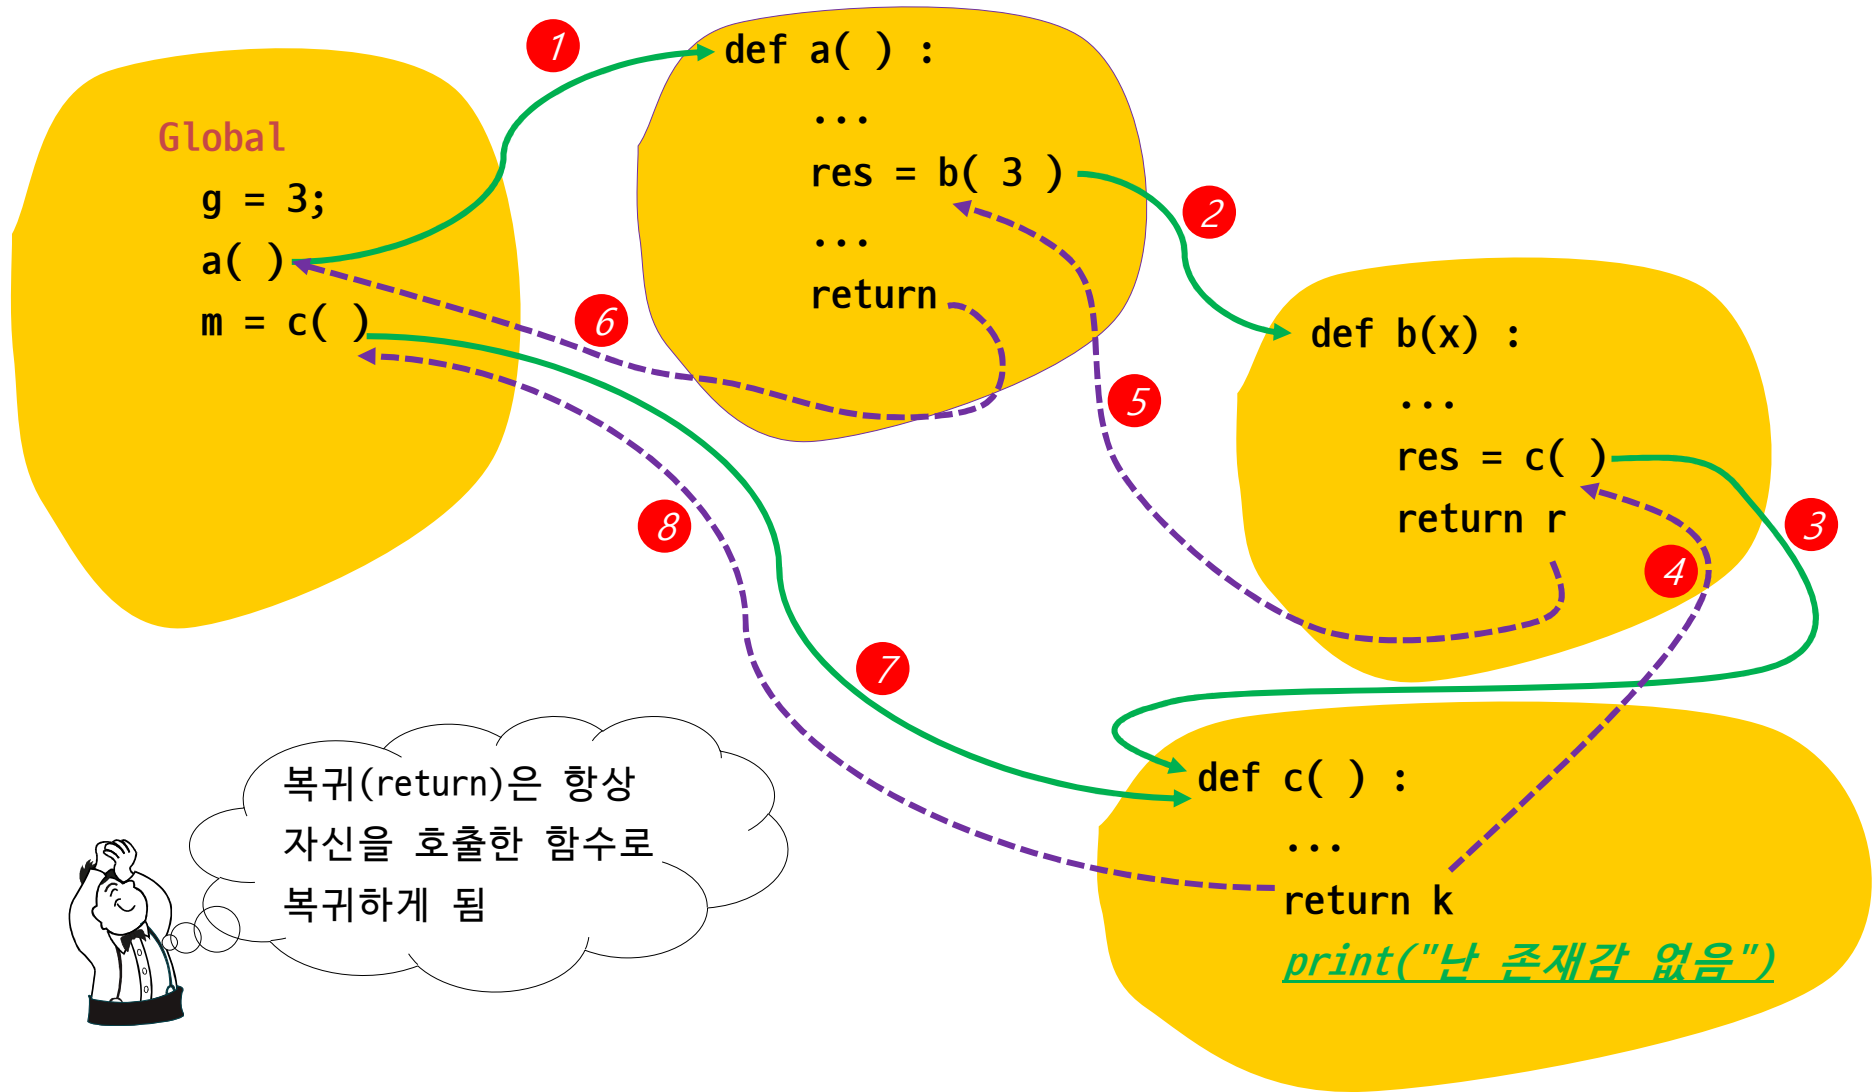 Global
g = 3;
a( )
m = c( )
1
def a( ) :
...
res = b( 3 )
...
return
2
def b(x) :
...
res = c( )
return r
3
4
5
6
7
8
def c( ) :
...
return k
print("난 존재감 없음")
복귀(return)은 항상
자신을 호출한 함수로
복귀하게 됨